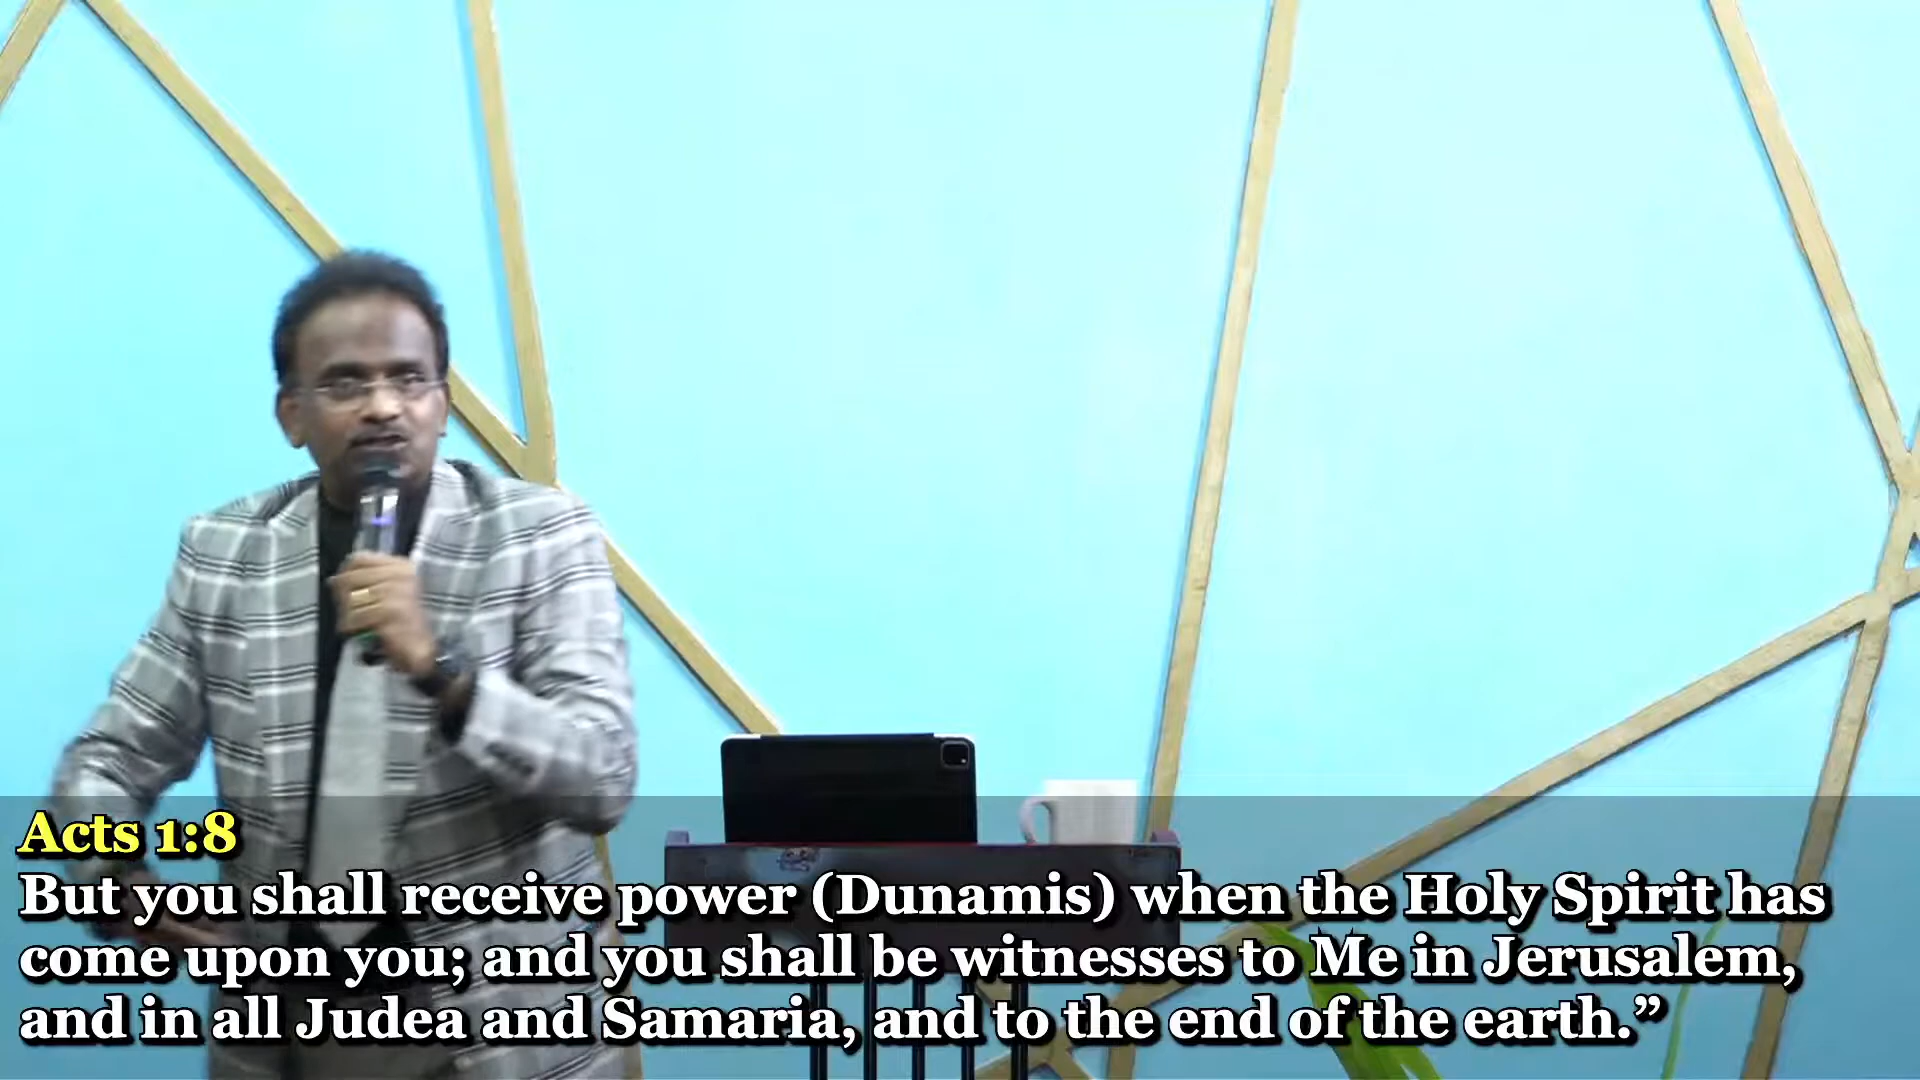 Acts 1:8
But you shall receive power (Dunamis) when the Holy Spirit has
come upon you; and you shall be witnesses to Me in Jerusalem,
and in all Judea and Samaria, and to the end of the earth.”